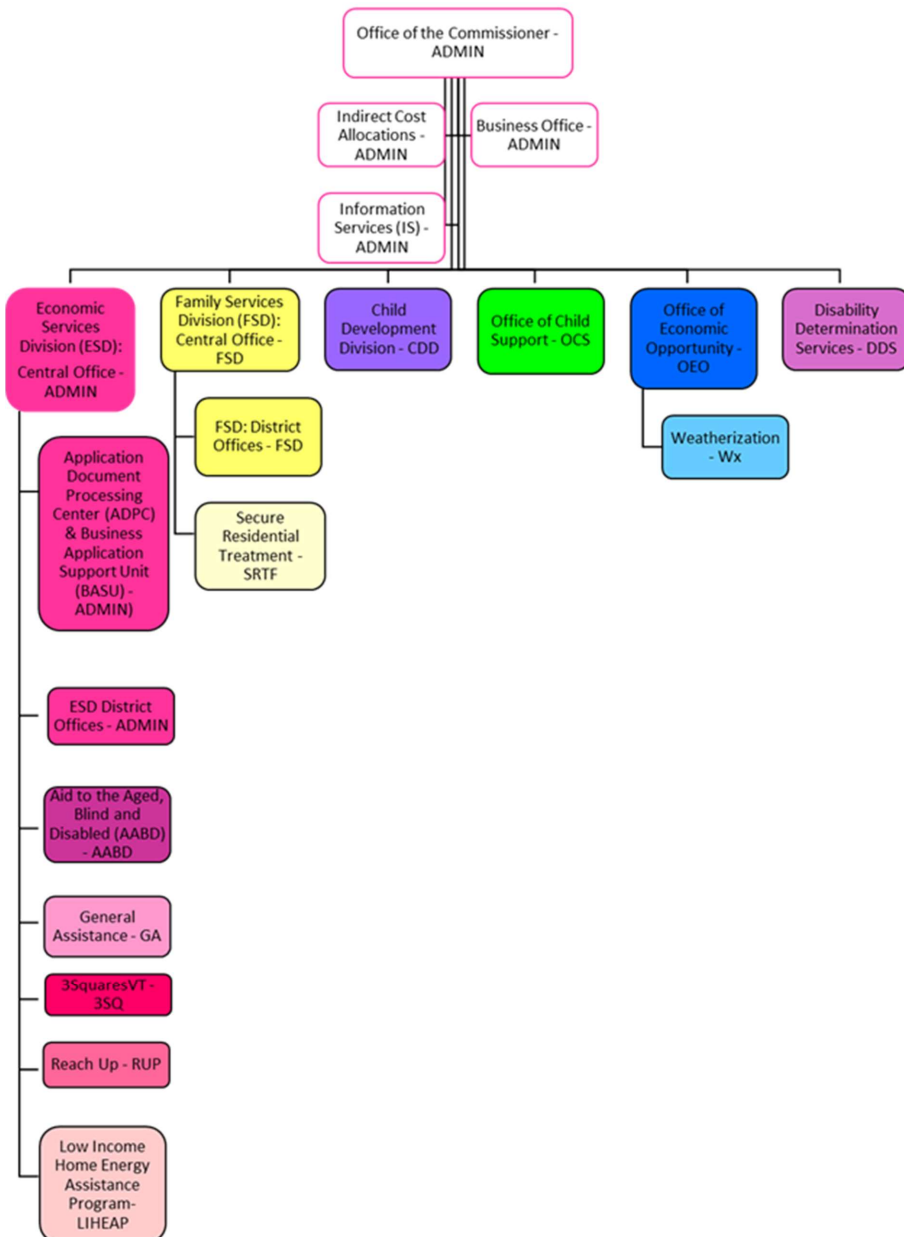 Office of the Commissioner -
ADMIN
Indirect Cost
Allocations -
ADMIN
Business Office -
ADMIN
Information
Services (IS) -
ADMIN
Economic
Services
Division (ESD):
Central Office -
ADMIN
Family Services
Division (FSD):
Central Office -
FSD
Child
Development
Division - CDD
Office of Child
Support - OCS
Office of
Economic
Opportunity -
OEO
Disability
Determination
Services - DDS
Application
Document
Processing
Center (ADPC)
& Business
Application
Support Unit
(BASU) -
ADMIN)
FSD: District
Offices - FSD
Weatherization
- Wx
Secure
Residential
Treatment -
SRTF
ESD District
Offices - ADMIN
Aid to the Aged,
Blind and
Disabled (AABD)
- AABD
General
Assistance - GA
3SquaresVT -
3SQ
Reach Up - RUP
Low Income
Home Energy
Assistance
Program-
LIHEAP